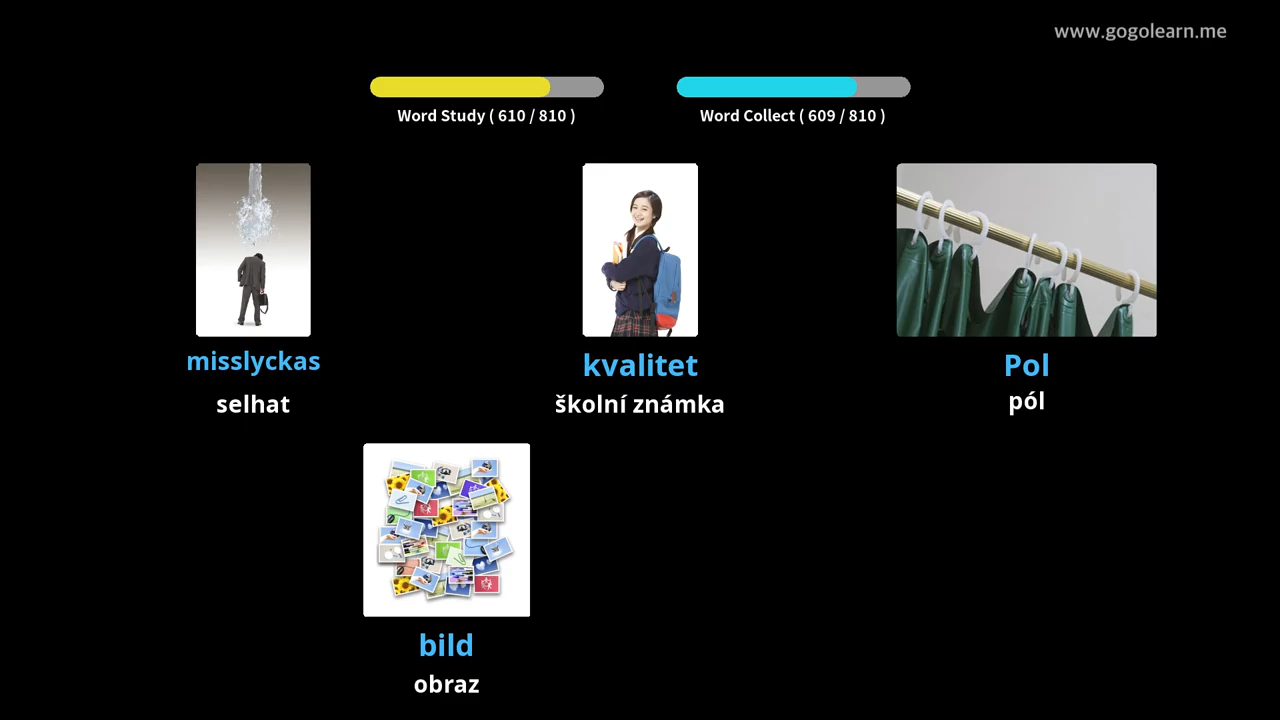 www.gogolearn.me
Word Study ( 610 / 810 )
Word Collect ( 609 / 810 )
misslyckas
selhat
kvalitet
školní známka
Pol
pól
bild
obraz